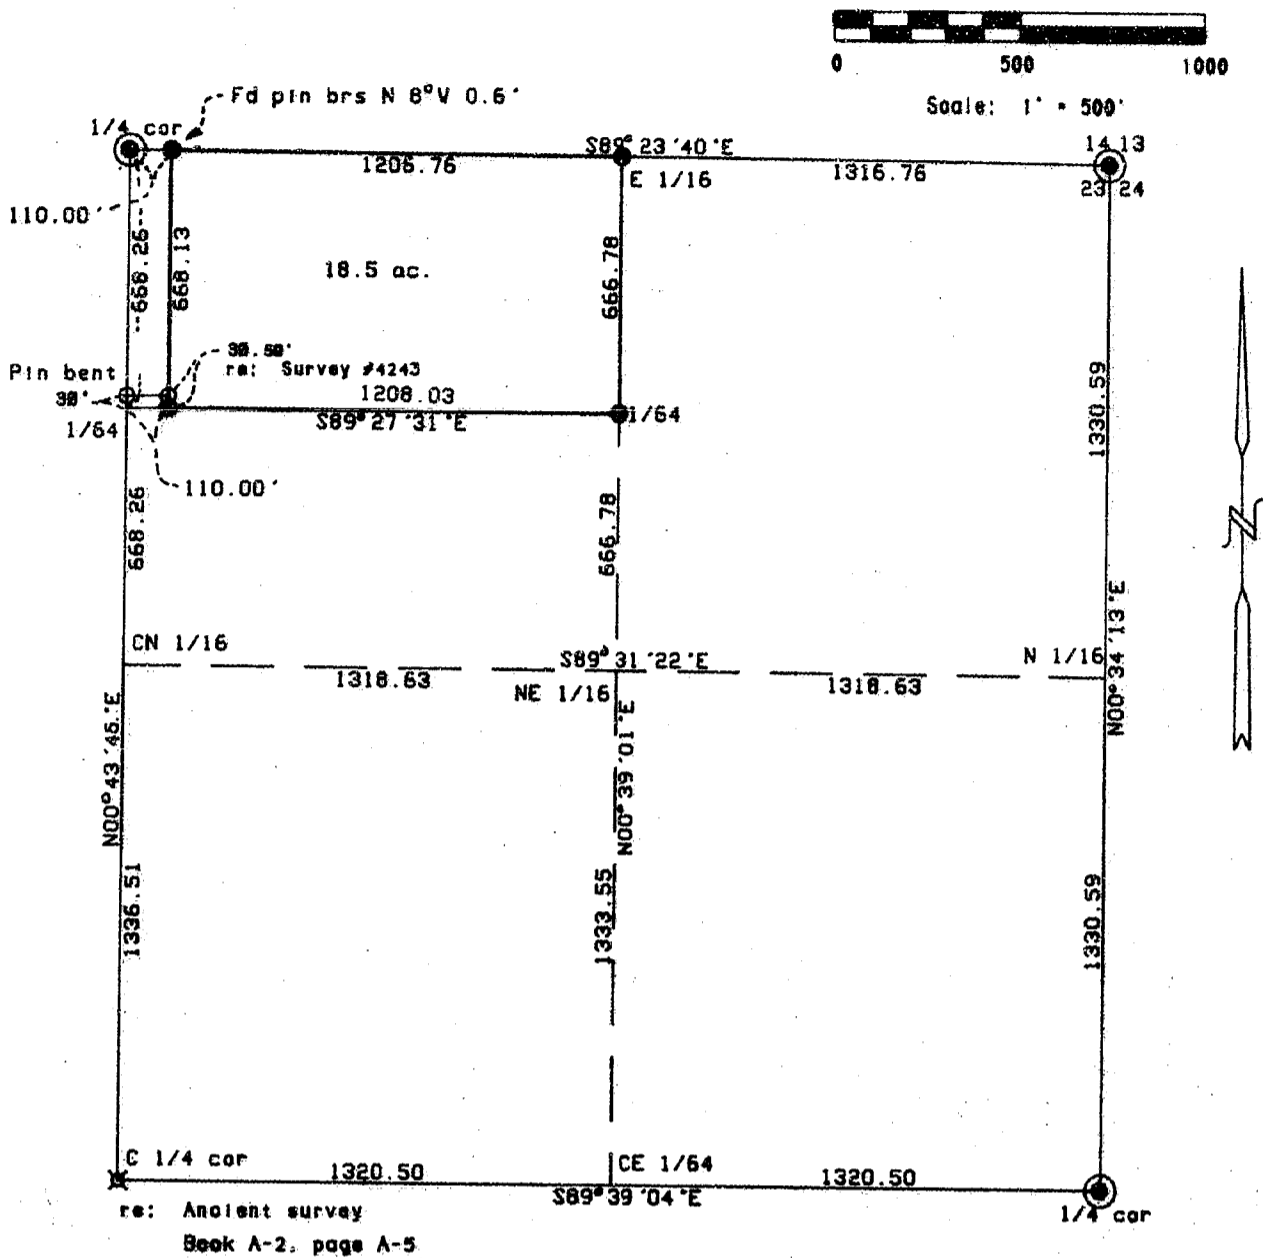 0 500 1000
Scale: 1" = 500'
Fd pin brs N 8°W 0.6'
1/4 cor
S89° 23 '40 "E
14 13
1206.76
1316.76
E 1/16
23 24
110.00'
668.26
668.13
666.78
18.5 ac.
30.50'
Pin bent
re: Survey #4243
30'
1208.03
1/64
S89° 27 '31 "E
1/64
1330.59
110.00'
668.26
666.78
N
N00° 34 '13 "E
CN 1/16
S89° 31 '22 "E
N 1/16
1318.63
1318.63
NE 1/16
N00° 43 '46 "E
N00° 39 '01 "E
1336.51
1333.55
1330.59
C 1/4 cor
1320.50
CE 1/64
1320.50
S89° 39 '04 "E
re: Ancient survey
1/4 cor
Book A-2, page A-5